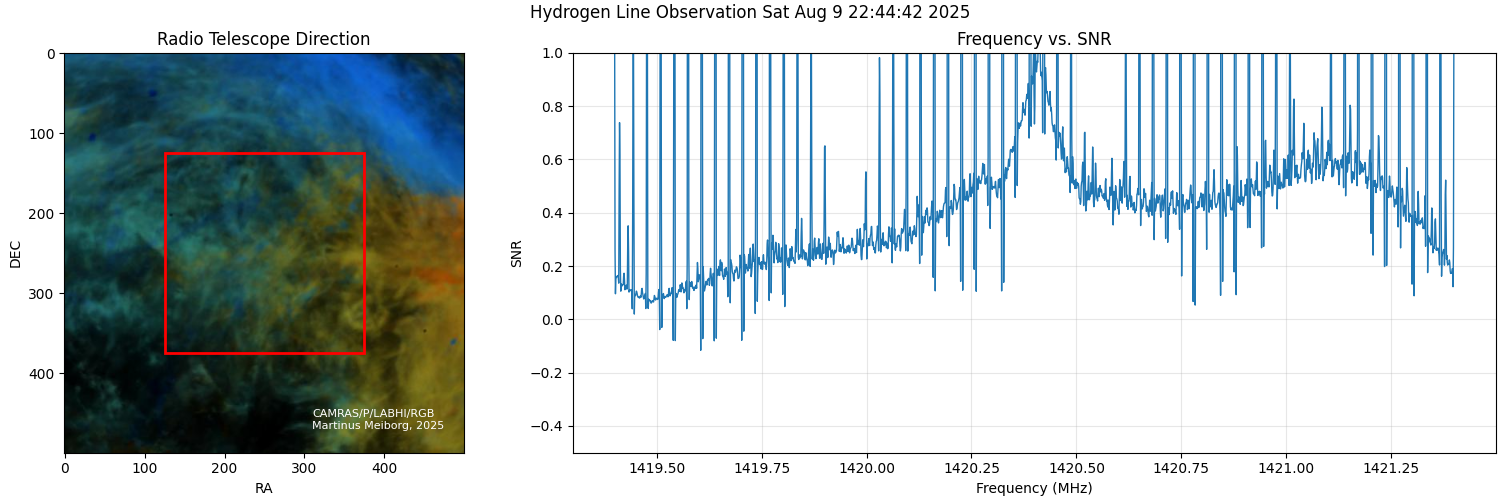 Hydrogen Line Observation Sat Aug 9 22:44:42 2025
Radio Telescope Direction
0
100
200
300
400
DEC
CAMRAS/P/LABHI/RGB
Martinus Meiborg, 2025
0 100 200 300 400
RA
Frequency vs. SNR
1.0
0.8
0.6
0.4
0.2
0.0
−0.2
−0.4
SNR
1419.50 1419.75 1420.00 1420.25 1420.50 1420.75 1421.00 1421.25
Frequency (MHz)